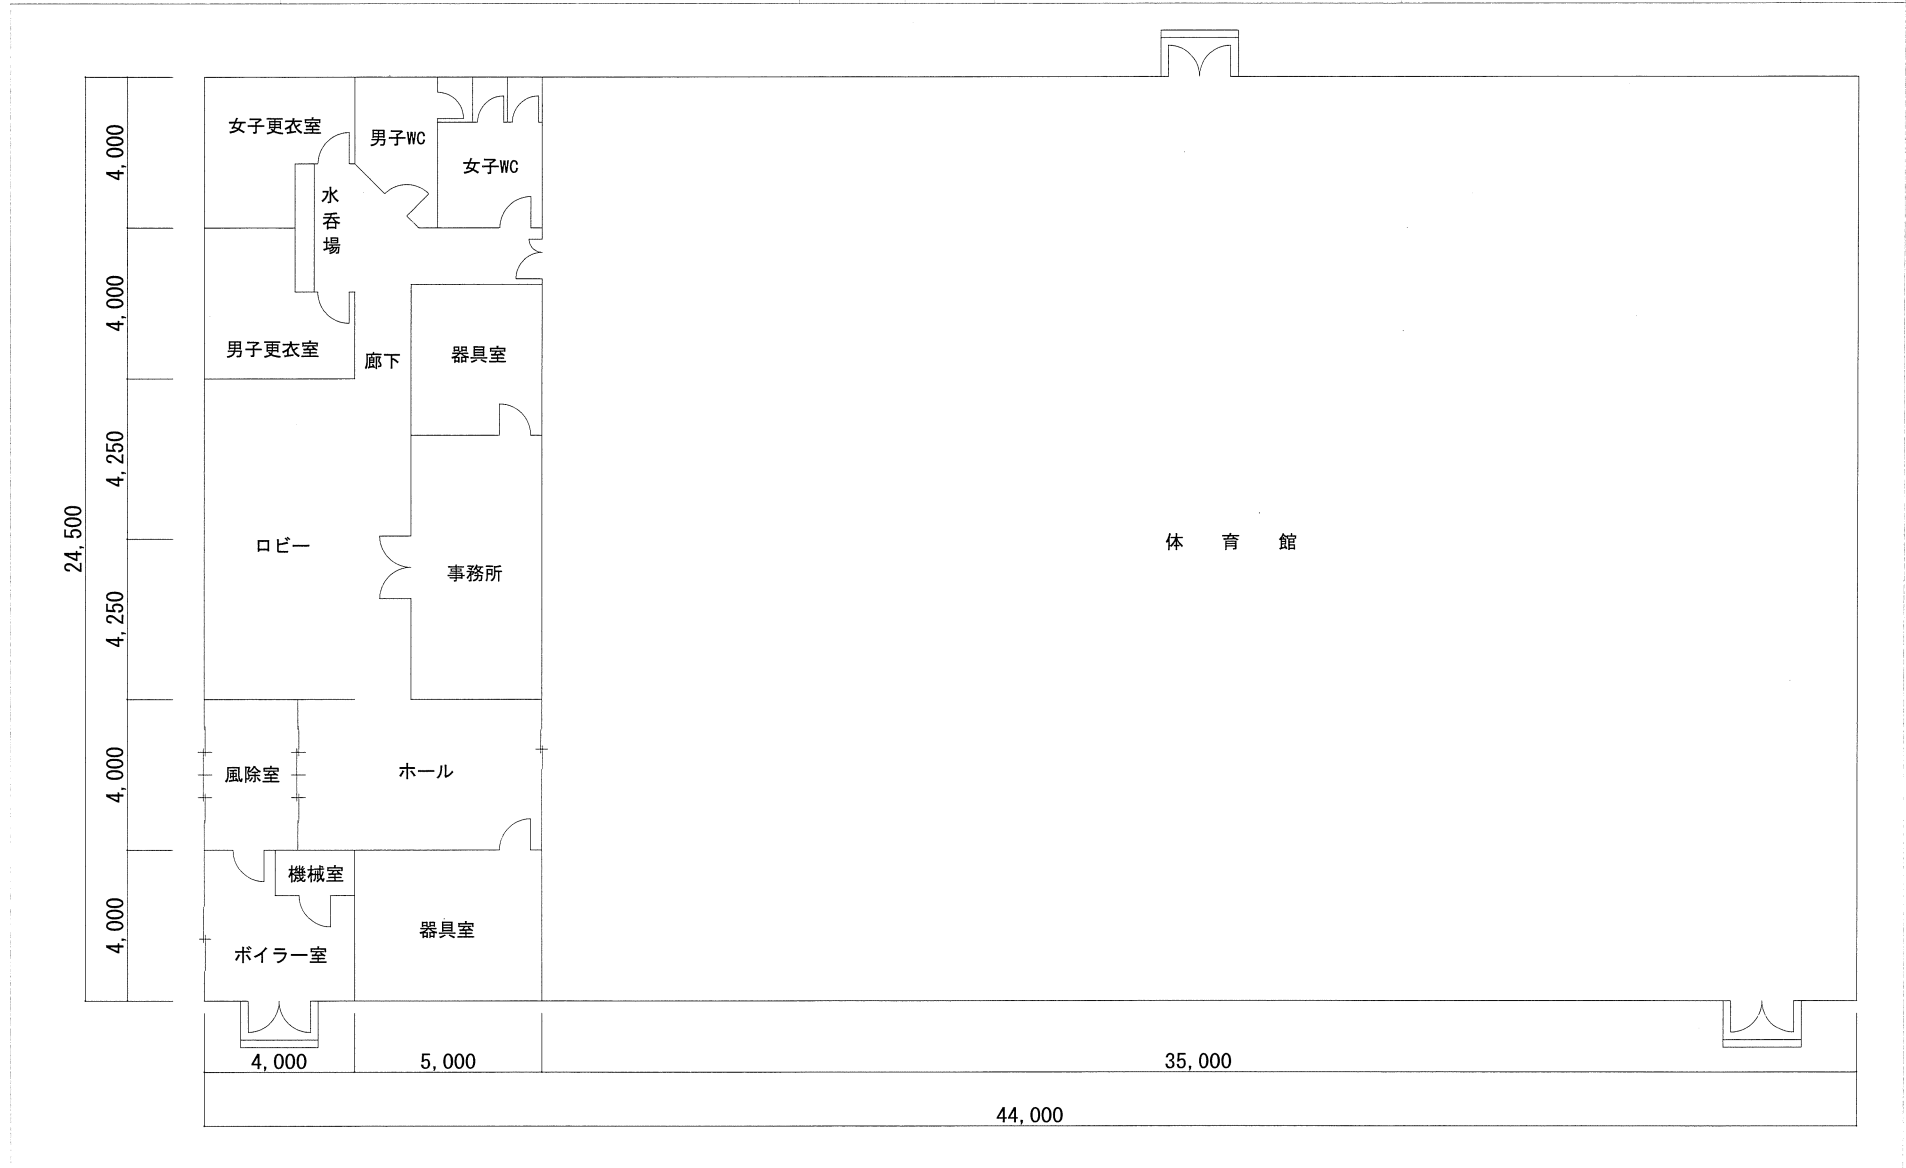 女子更衣室
男子WC
女子WC
水呑場
男子更衣室
廊下
器具室
ロビー
事務所
体 育 館
風除室
ホール
機械室
ボイラー室
器具室
4,000
4,000
4,250
4,250
4,000
4,000
24,500
4,000
5,000
35,000
44,000